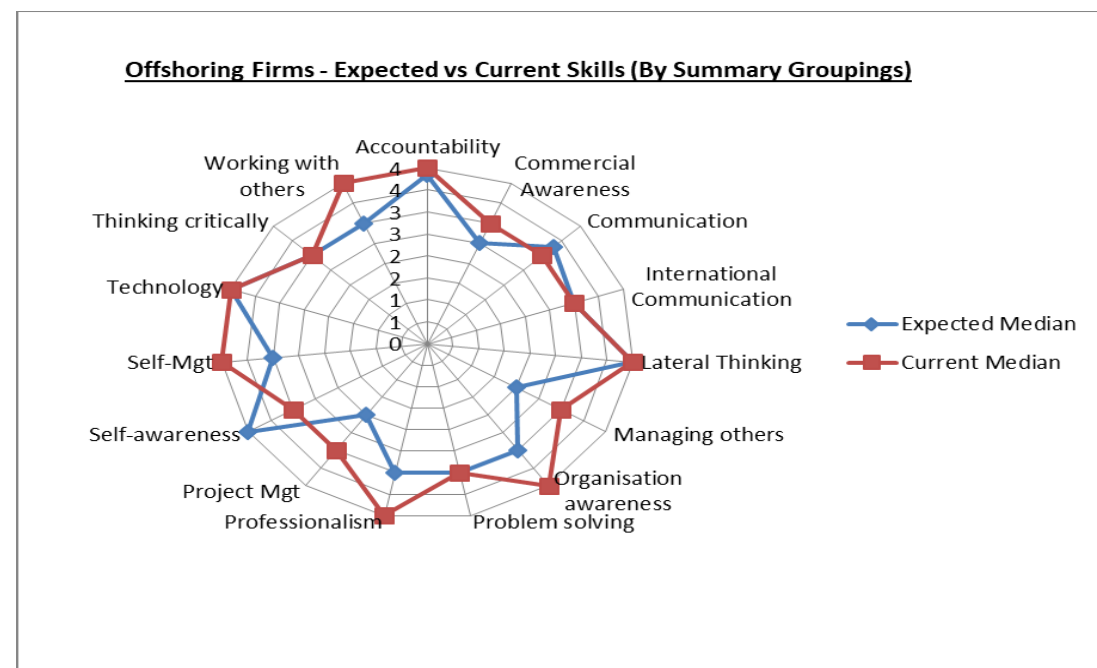 Offshoring Firms - Expected vs Current Skills (By Summary Groupings)
Accountability
Commercial
Awareness
Communication
International
Communication
Lateral Thinking
Managing others
Organisation
awareness
Problem solving
Professionalism
Project Mgt
Self-awareness
Self-Mgt
Technology
Thinking critically
Working with
others
4
4
3
3
2
2
1
1
0
Expected Median
Current Median